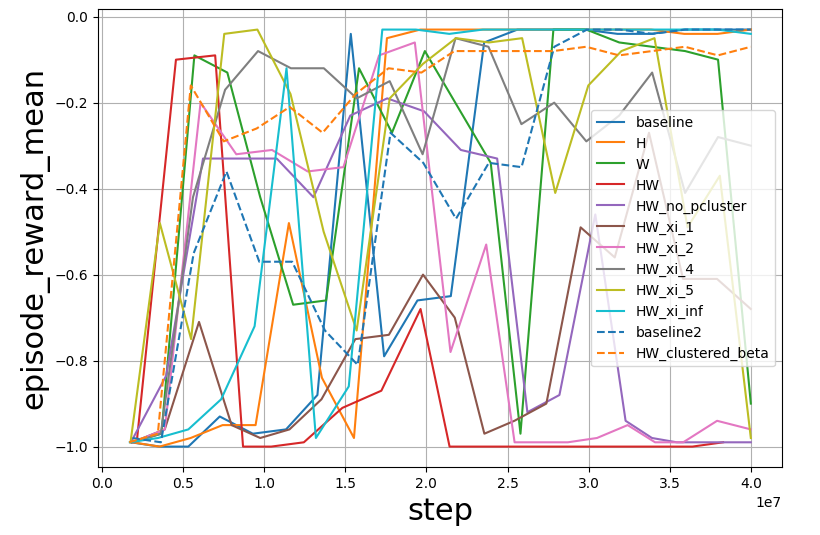 episode_reward_mean
0.0
−0.2
−0.4
−0.6
−0.8
−1.0
baseline
H
W
HW
HW_no_pcluster
HW_xi_1
HW_xi_2
HW_xi_4
HW_xi_5
HW_xi_inf
baseline2
HW_clustered_beta
0.0 0.5 1.0 1.5 2.0 2.5 3.0 3.5 4.0
1e7
step